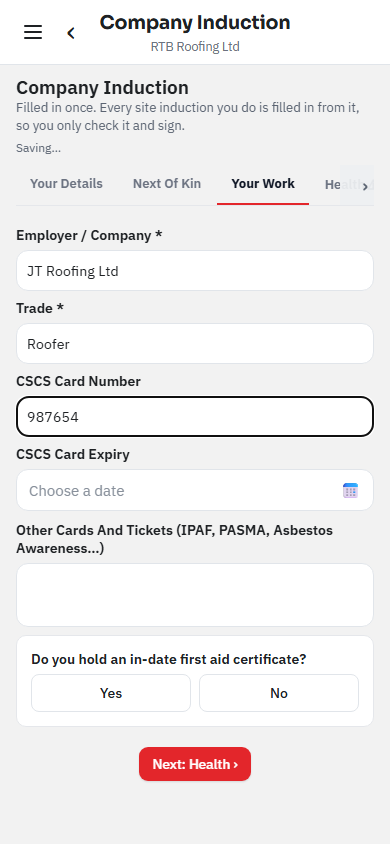 Company Induction
RTB Roofing Ltd
Company Induction
Filled in once. Every site induction you do is filled in from it,
so you only check it and sign.
Saving...
Your Details
Next Of Kin
Your Work
Health
Employer / Company *
JT Roofing Ltd
Trade *
Roofer
CSCS Card Number
987654
CSCS Card Expiry
Choose a date
Other Cards And Tickets (IPAF, PASMA, Asbestos
Awareness...)
Do you hold an in-date first aid certificate?
Yes
No
Next: Health ›